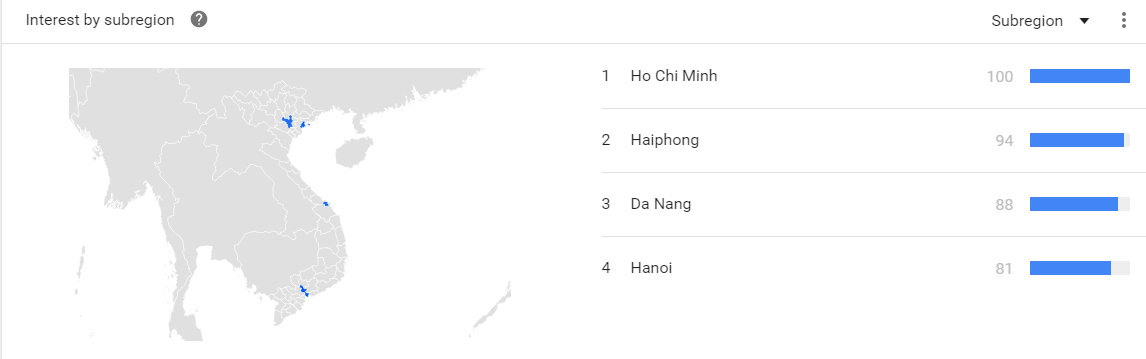 Interest by subregion
Subregion
1 Ho Chi Minh 100
2 Haiphong 94
3 Da Nang 88
4 Hanoi 81